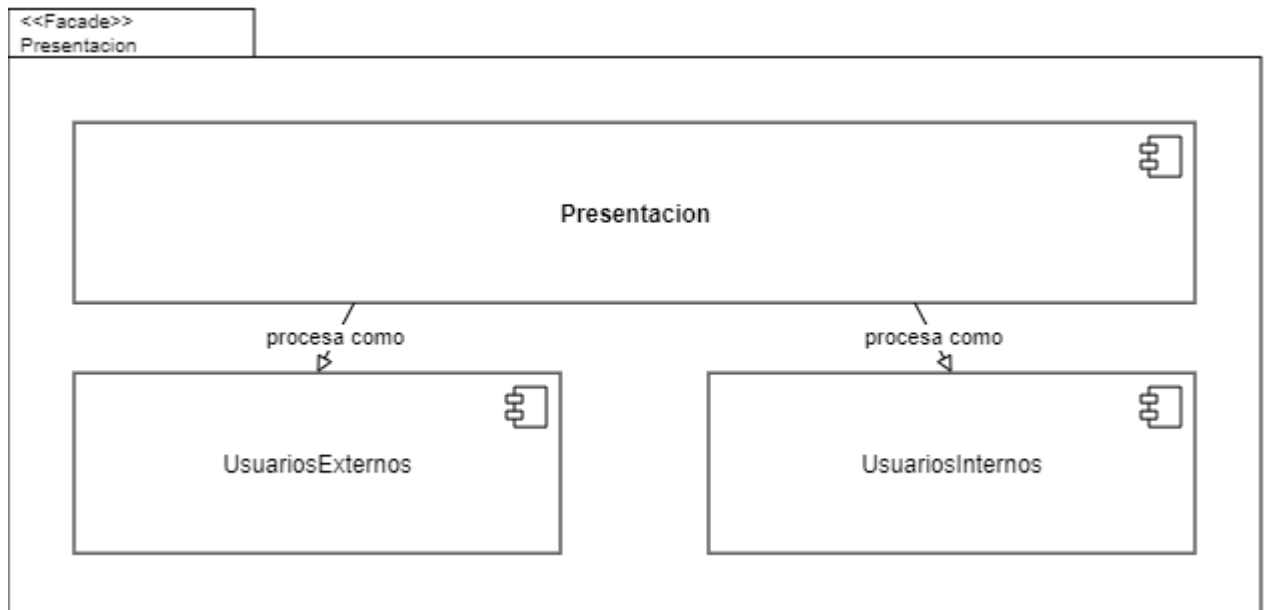 <<Facade>>
Presentacion
Presentacion
procesa como
procesa como
UsuariosExternos
UsuariosInternos